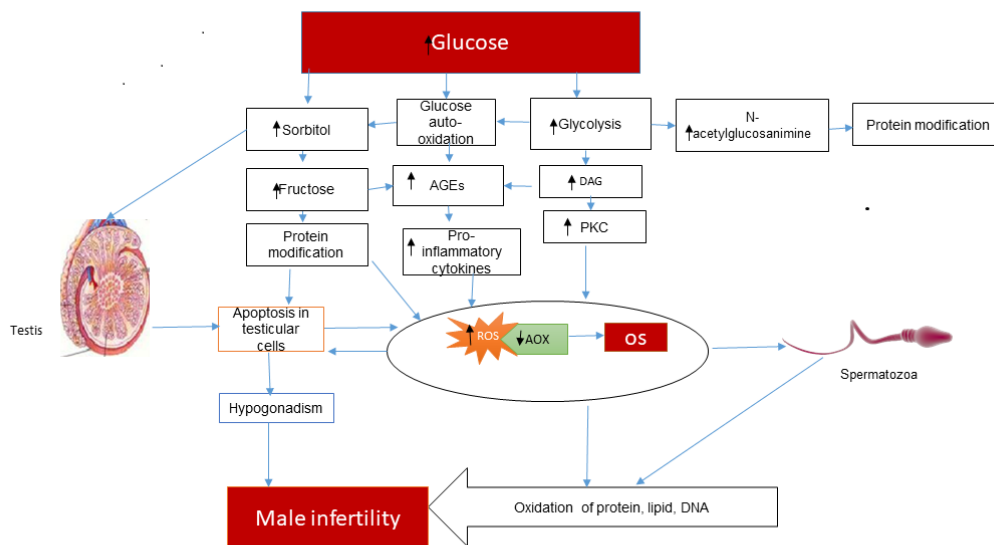 ↑Glucose
↑Sorbitol
Glucose
auto-
oxidation
↑Glycolysis
N-
↑acetylglucosanimine
Protein modification
↑Fructose
↑ AGEs
↑ DAG
Protein
modification
↑ Pro-
inflammatory
cytokines
↑ PKC
Testis
Apoptosis in
testicular
cells
↑ ROS
↓AOX
OS
Spermatozoa
Hypogonadism
Male infertility
Oxidation of protein, lipid, DNA